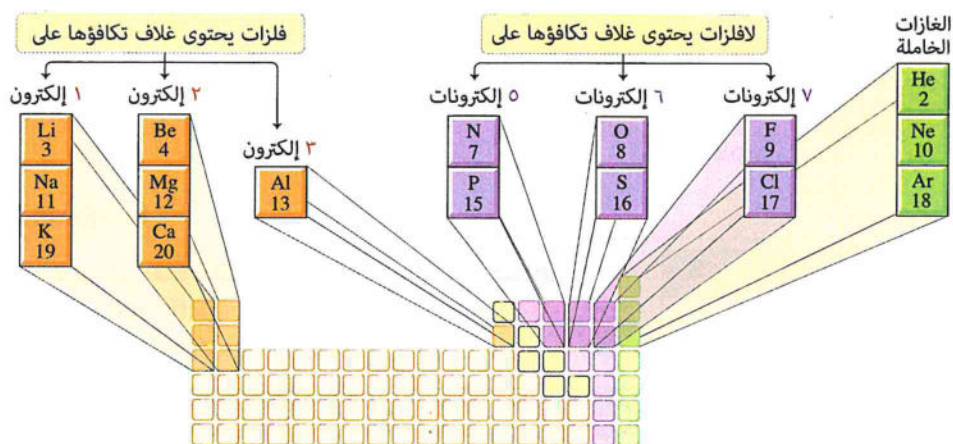 فلزات يحتوى غلاف تكافؤها على
١ إلكترون
Li
3
Na
11
K
19
٢ إلكترون
Be
4
Mg
12
Ca
20
٣ إلكترون
Al
13
لافلزات يحتوى غلاف تكافؤها على
٥ إلكترونات
N
7
P
15
٦ إلكترونات
O
8
S
16
٧ إلكترونات
F
9
Cl
17
الغازات
الخاملة
He
2
Ne
10
Ar
18